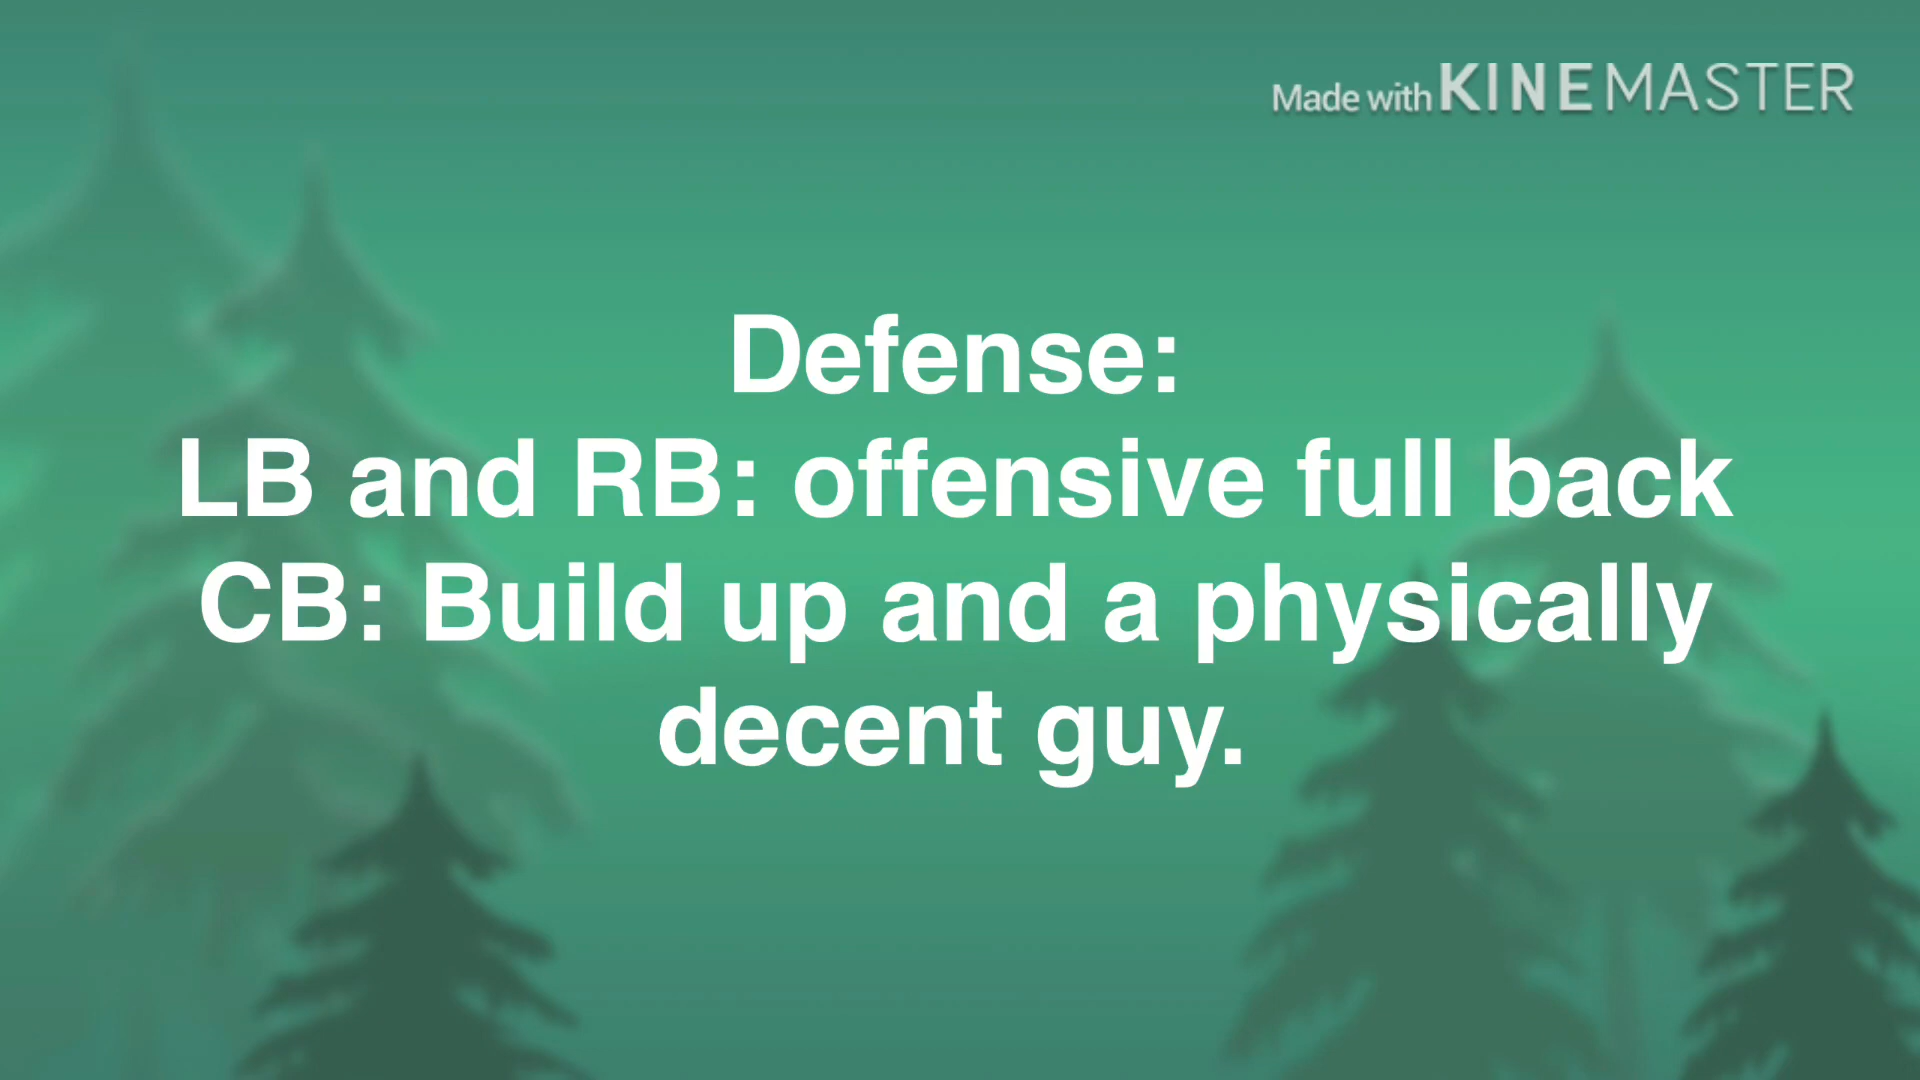 Made with KINEMASTER
Defense:
LB and RB: offensive full back
CB: Build up and a physically
decent guy.